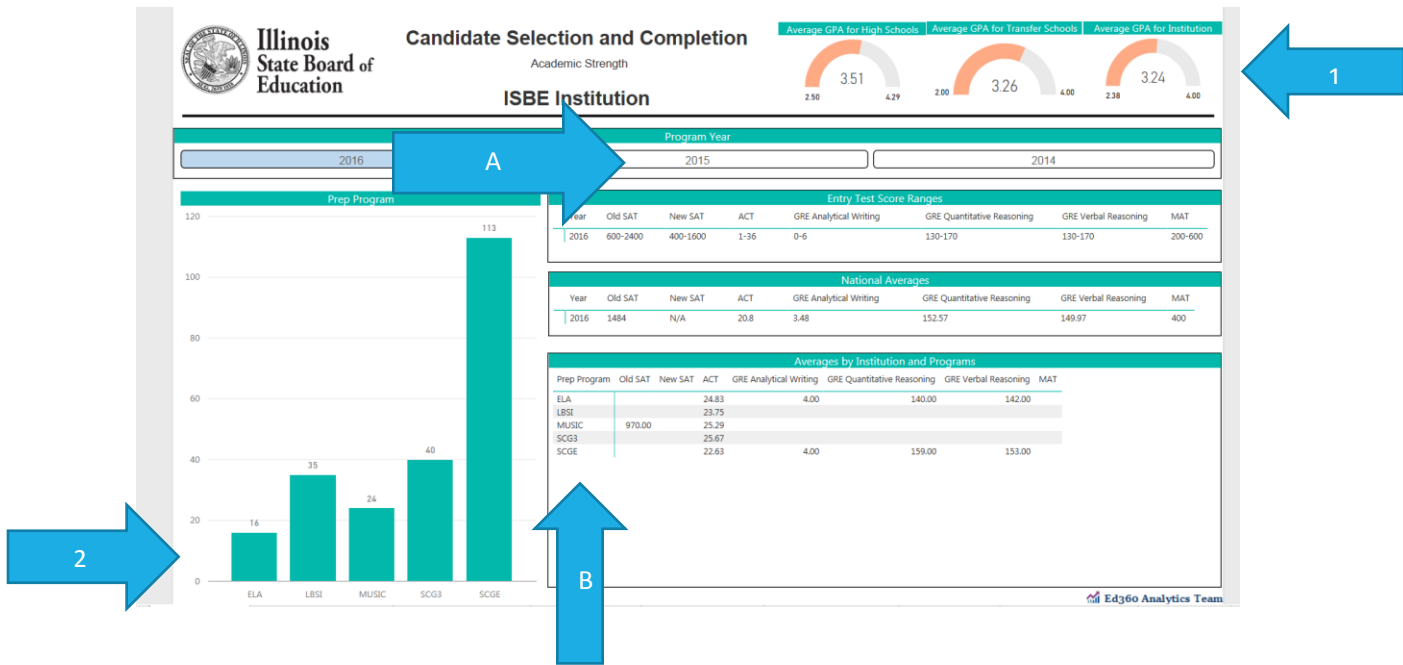 Illinois
State Board of
Education
Candidate Selection and Completion
Academic Strength
ISBE Institution
Average GPA for High Schools
3.51
2.50 4.29
Average GPA for Transfer Schools
3.26
2.00 4.00
Average GPA for Institution
3.24
2.38 4.00
1
Program Year
2016 2015 2014
A
Prep Program
120
100
80
60
40
20
0
16 35 24 40 113
ELA LBSI MUSIC SCG3 SCGE
2
Entry Test Score Ranges
Year Old SAT New SAT ACT GRE Analytical Writing GRE Quantitative Reasoning GRE Verbal Reasoning MAT
2016 600-2400 400-1600 1-36 0-6 130-170 130-170 200-600
National Averages
Year Old SAT New SAT ACT GRE Analytical Writing GRE Quantitative Reasoning GRE Verbal Reasoning MAT
2016 1484 N/A 20.8 3.48 152.57 149.97 400
Averages by Institution and Programs
Prep Program Old SAT New SAT ACT GRE Analytical Writing GRE Quantitative Reasoning GRE Verbal Reasoning MAT
ELA 24.83 4.00 140.00 142.00
LBSI 23.75
MUSIC 970.00 25.29
SCG3 25.67
SCGE 22.63 4.00 159.00 153.00
B
Ed360 Analytics Team